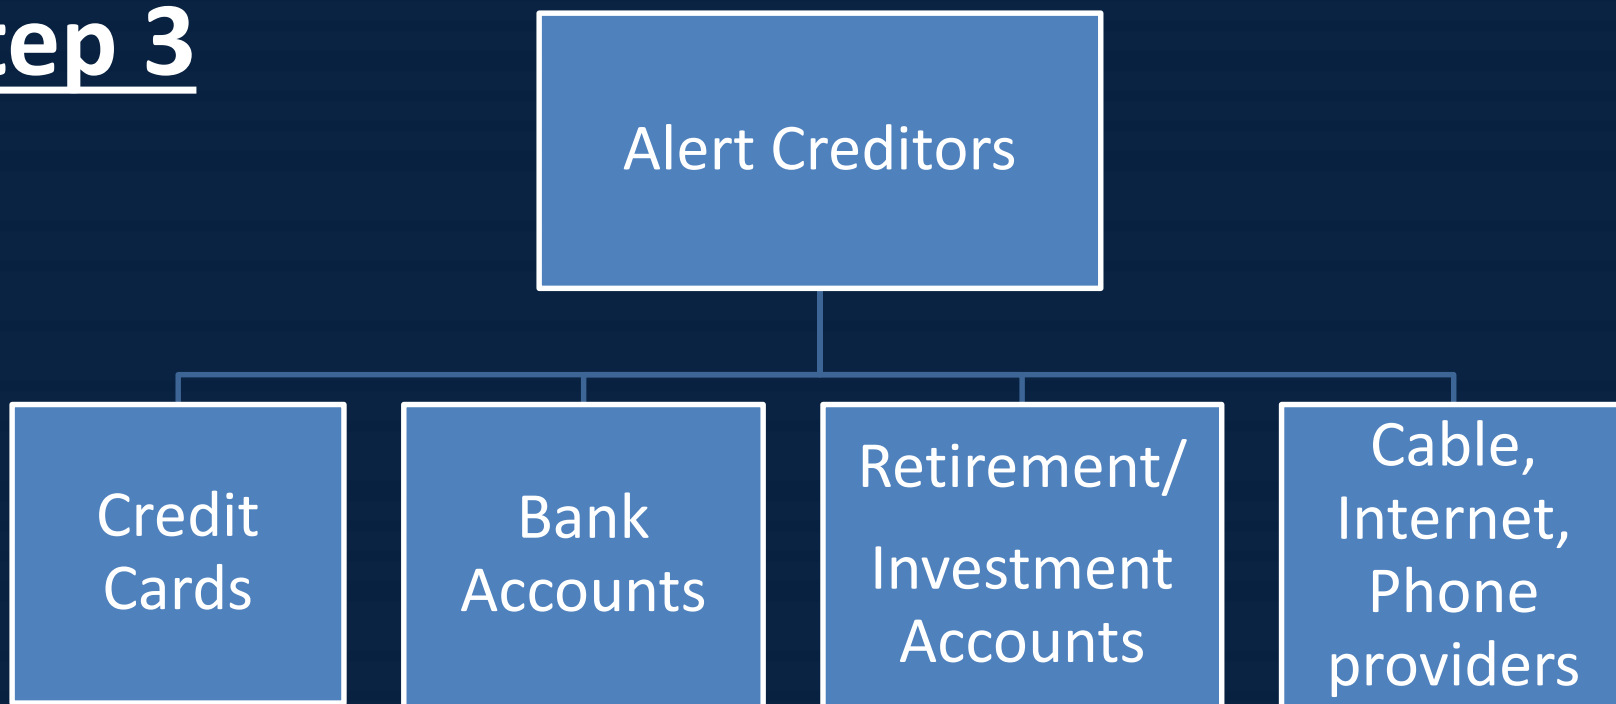 tep 3
Alert Creditors
Credit
Cards
Bank
Accounts
Retirement/
Investment
Accounts
Cable,
Internet,
Phone
providers